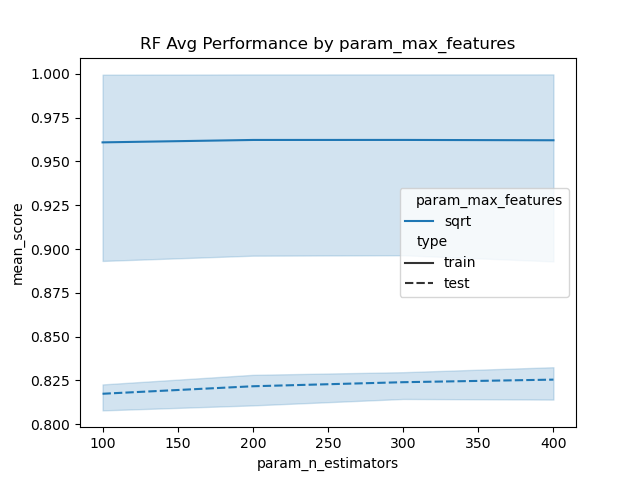 RF Avg Performance by param_max_features
mean_score
1.000
0.975
0.950
0.925
0.900
0.875
0.850
0.825
0.800
param_max_features
sqrt
type
train
test
100 150 200 250 300 350 400
param_n_estimators